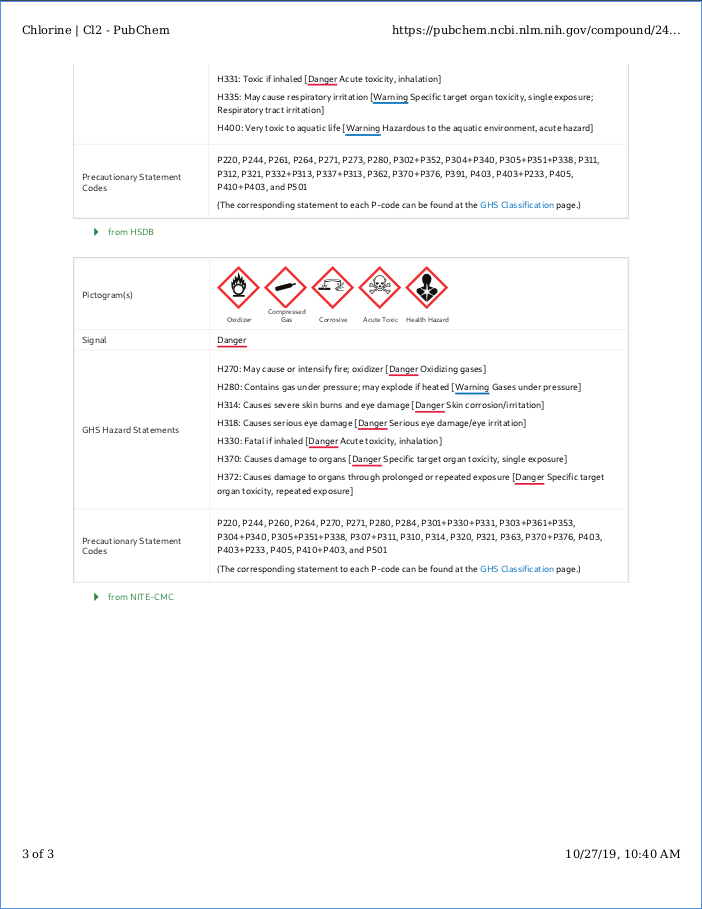 Chlorine | Cl2 - PubChem
https://pubchem.ncbi.nlm.nih.gov/compound/24...
H331: Toxic if inhaled [Danger Acute toxicity, inhalation]
H335: May cause respiratory irritation [Warning Specific target organ toxicity, single exposure;
Respiratory tract irritation]
H400: Very toxic to aquatic life [Warning Hazardous to the aquatic environment, acute hazard]
Precautionary Statement
Codes
P220, P244, P261, P264, P271, P273, P280, P302+P352, P304+P340, P305+P351+P338, P311,
P312, P321, P332+P313, P337+P313, P362, P370+P376, P391, P403, P403+P233, P405,
P410+P403, and P501
(The corresponding statement to each P-code can be found at the GHS Classification page.)
from HSDB
Pictogram(s)
Oxidizer
Compressed
Gas
Corrosive
Acute Toxic
Health Hazard
Signal
Danger
GHS Hazard Statements
H270: May cause or intensify fire; oxidizer [Danger Oxidizing gases]
H280: Contains gas under pressure; may explode if heated [Warning Gases under pressure]
H314: Causes severe skin burns and eye damage [Danger Skin corrosion/irritation]
H318: Causes serious eye damage [Danger Serious eye damage/eye irritation]
H330: Fatal if inhaled [Danger Acute toxicity, inhalation]
H370: Causes damage to organs [Danger Specific target organ toxicity, single exposure]
H372: Causes damage to organs through prolonged or repeated exposure [Danger Specific target
organ toxicity, repeated exposure]
Precautionary Statement
Codes
P220, P244, P260, P264, P270, P271, P280, P284, P301+P330+P331, P303+P361+P353,
P304+P340, P305+P351+P338, P307+P311, P310, P314, P320, P321, P363, P370+P376, P403,
P403+P233, P405, P410+P403, and P501
(The corresponding statement to each P-code can be found at the GHS Classification page.)
from NITE-CMC
3 of 3
10/27/19, 10:40 AM